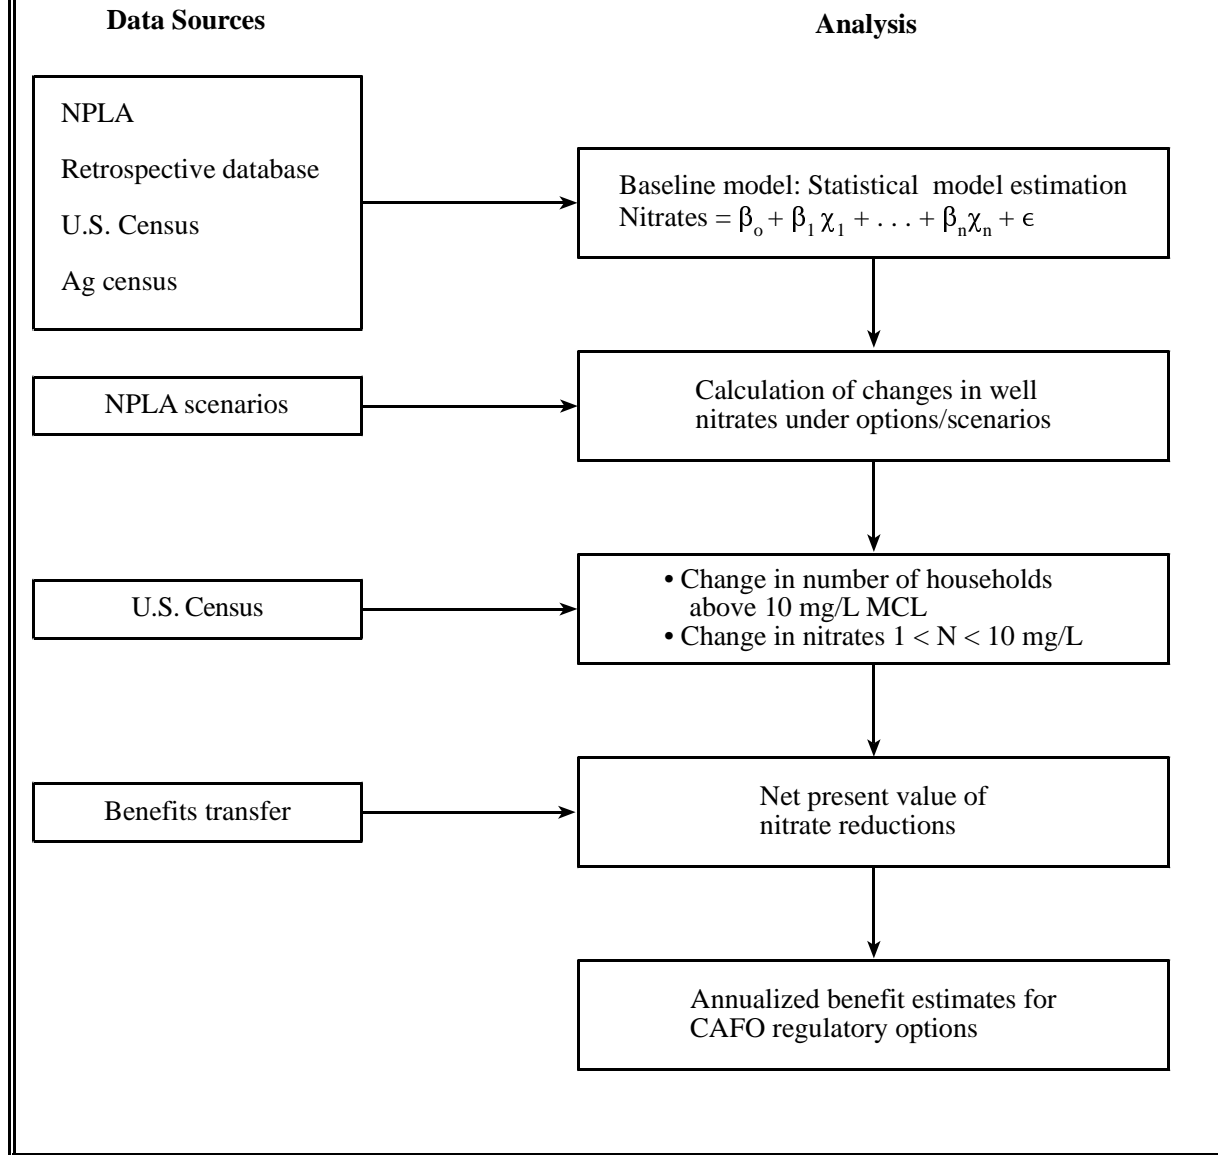 Data Sources
Analysis
NPLA
Retrospective database
U.S. Census
Ag census
Baseline model: Statistical model estimation
Nitrates = β₀ + β₁ χ₁ + . . . + βₙχₙ + ϵ
NPLA scenarios
Calculation of changes in well
nitrates under options/scenarios
U.S. Census
• Change in number of households
above 10 mg/L MCL
• Change in nitrates 1 < N < 10 mg/L
Benefits transfer
Net present value of
nitrate reductions
Annualized benefit estimates for
CAFO regulatory options